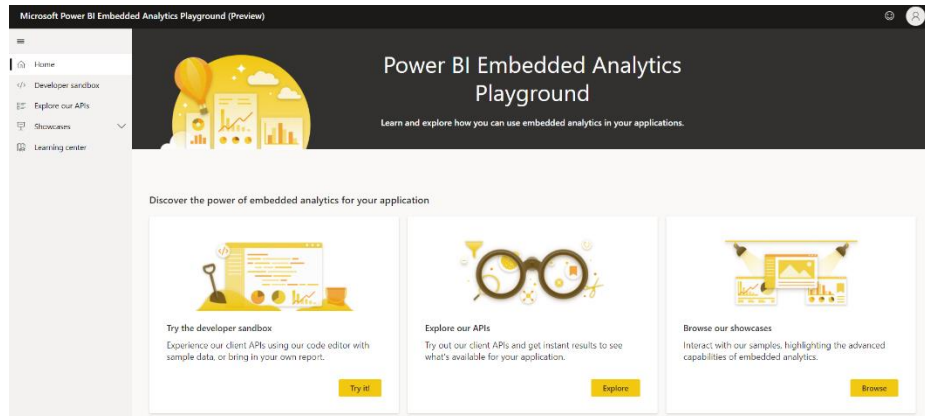 Microsoft Power BI Embedded Analytics Playground (Preview)
Home
Developer sandbox
Explore our APIs
Showcases
Learning center
Power BI Embedded Analytics
Playground
Learn and explore how you can use embedded analytics in your applications.
Discover the power of embedded analytics for your application
Try the developer sandbox
Experience our client APIs using our code editor with
sample data, or bring in your own report.
Try it!
Explore our APIs
Try out our client APIs and get instant results to see
what's available for your application.
Explore
Browse our showcases
Interact with our samples, highlighting the advanced
capabilities of embedded analytics.
Browse